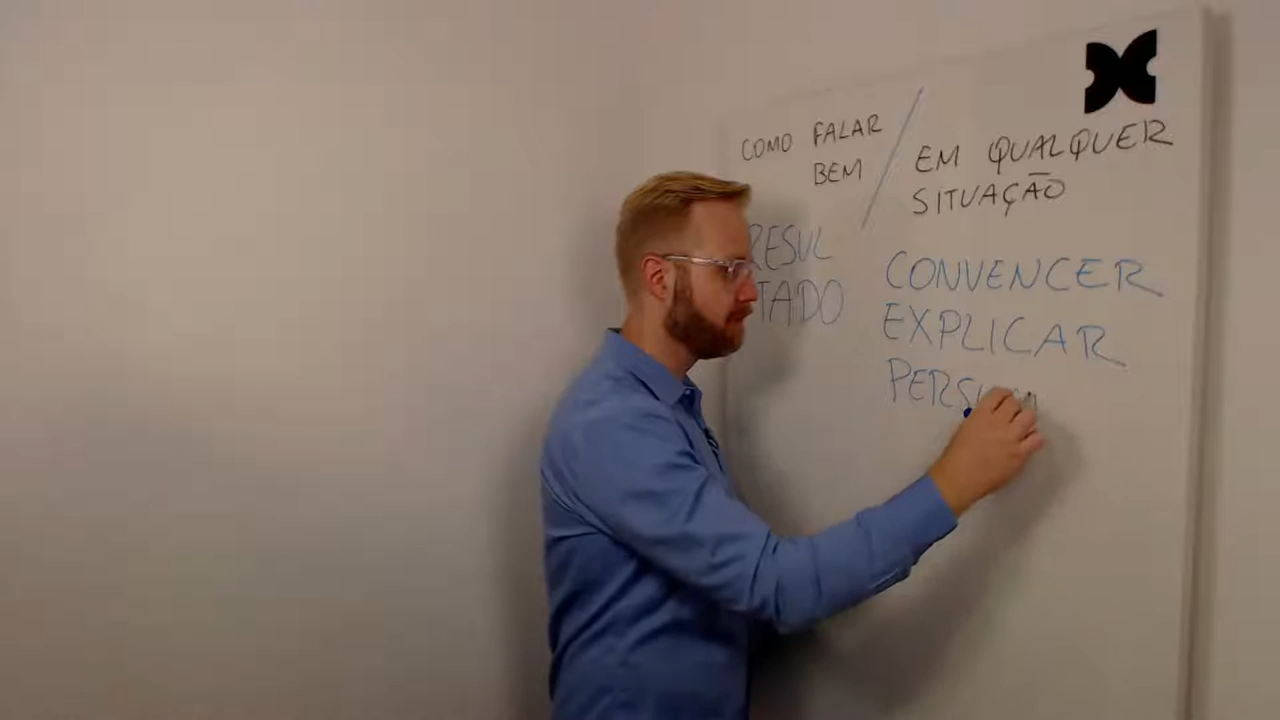 COMO FALAR
BEM
EM QUALQUER
SITUAÇÃO
RESUL
TADO
CONVENCER
EXPLICAR